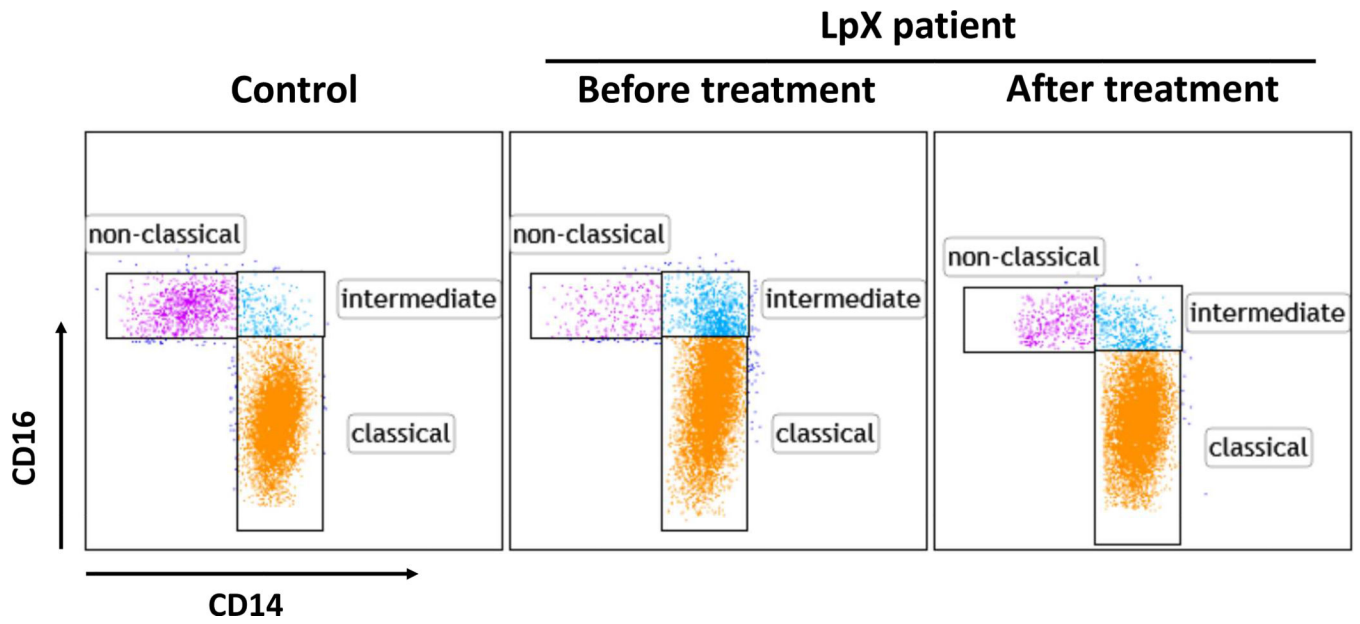 LpX patient
Control
Before treatment
After treatment
non-classical
intermediate
classical
non-classical
intermediate
classical
non-classical
intermediate
classical
CD16
CD14